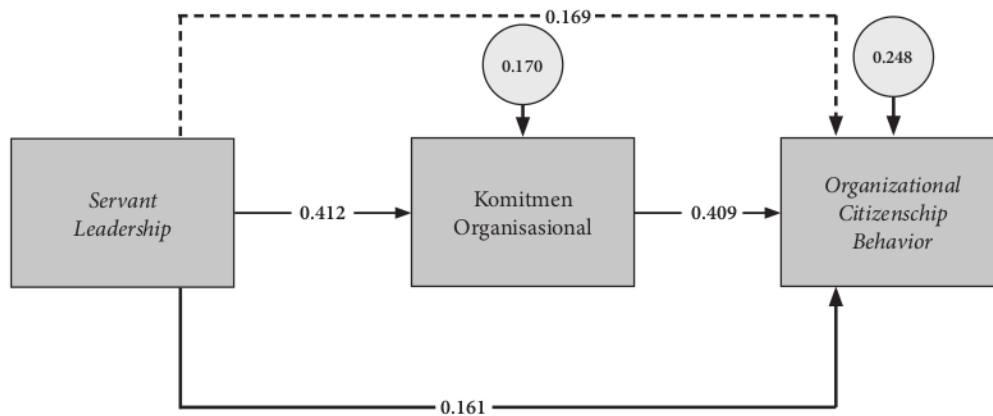 0.169
0.170
0.248
Servant
Leadership
0.412
Komitmen
Organisasional
0.409
Organizational
Citizenschip
Behavior
0.161